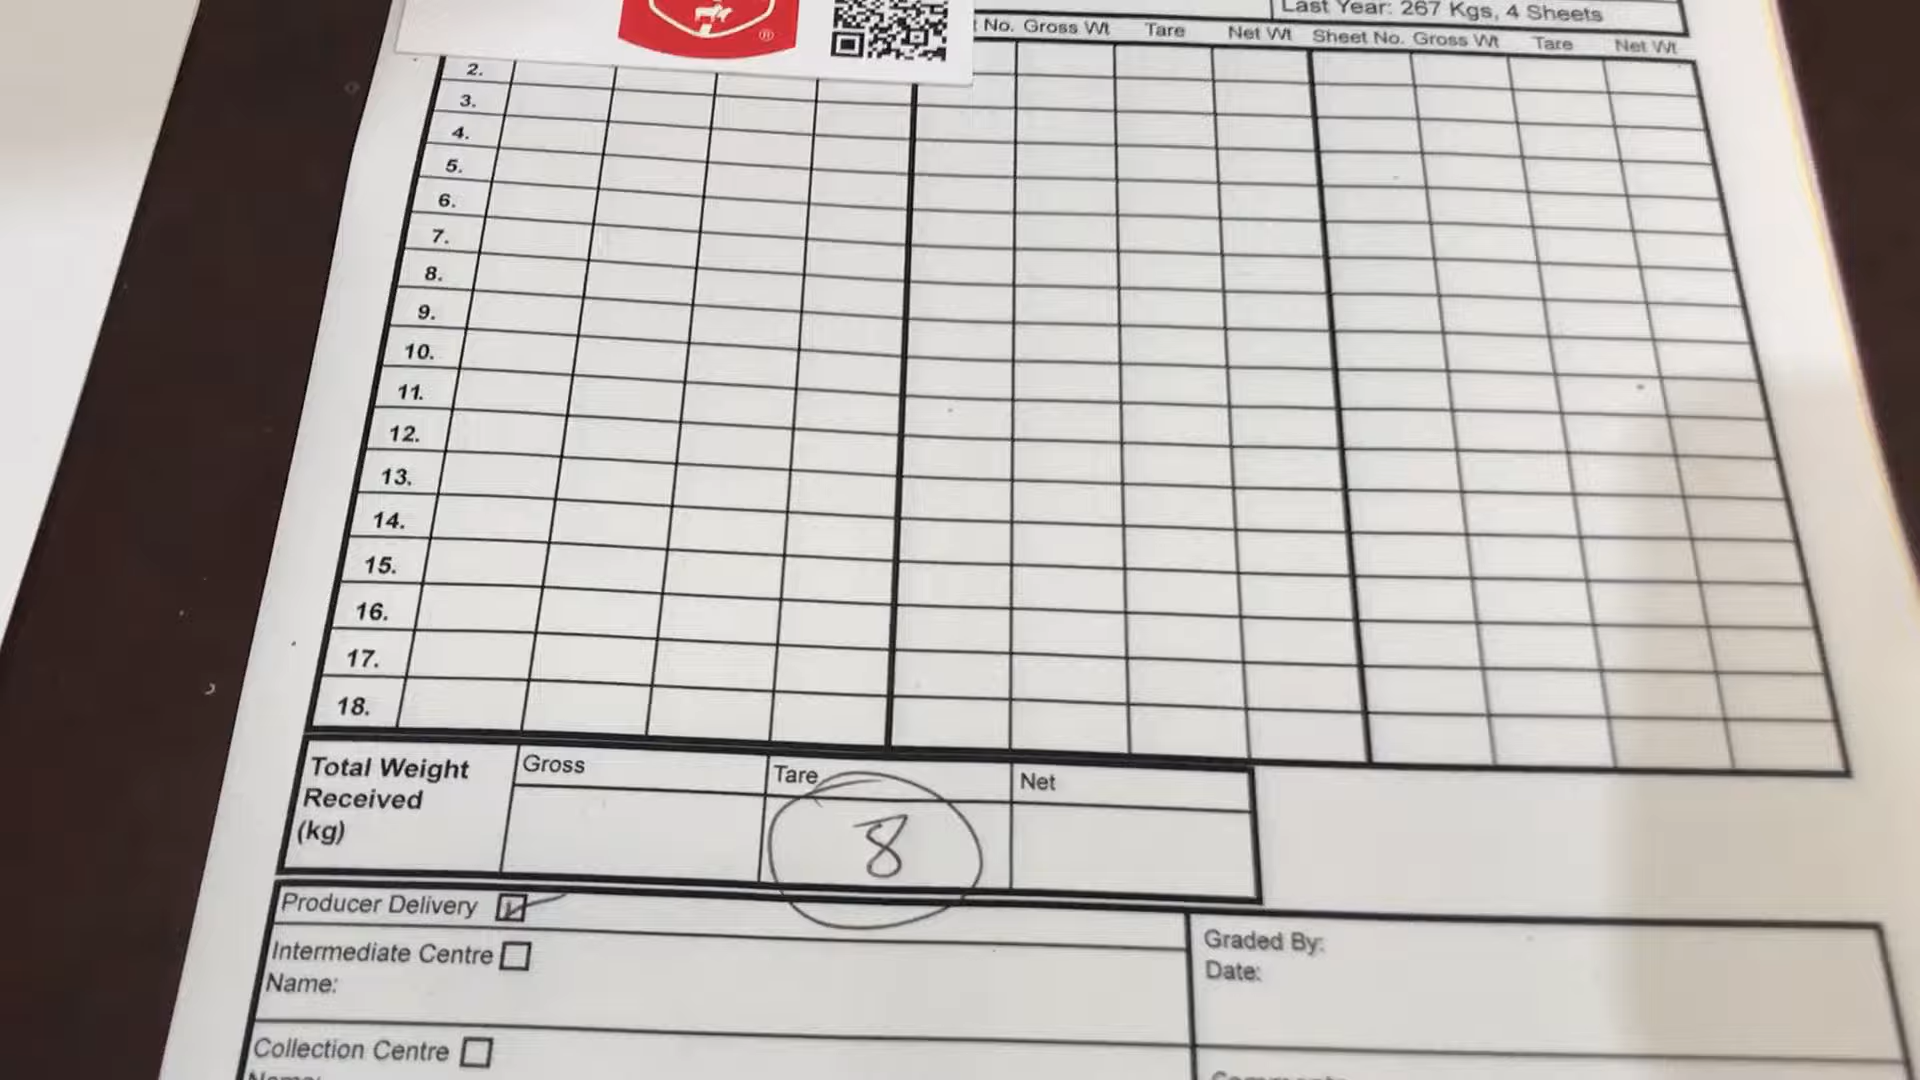 Last Year: 267 Kgs, 4 Sheets
No. Gross Wt Tare Net Wt Sheet No. Gross Wt Tare Net Wt
2.
3.
4.
5.
6.
7.
8.
9.
10.
11.
12.
13.
14.
15.
16.
17.
18.
Total Weight Received (kg)
Gross
Tare
Net
8
Producer Delivery
Intermediate Centre
Name:
Graded By:
Date:
Collection Centre